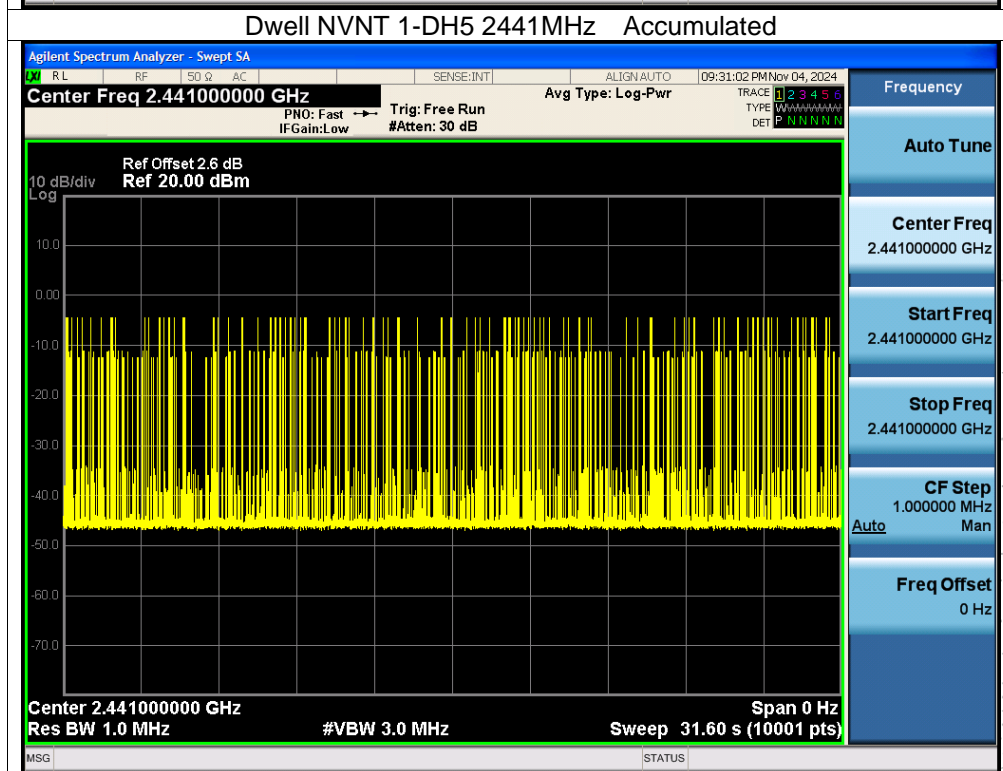 Dwell NVNT 1-DH5 2441MHz Accumulated
Agilent Spectrum Analyzer - Swept SA
LXI RL RF 50 Ω AC SENSE:INT ALIGN AUTO 09:31:02 PM Nov 04, 2024
Center Freq 2.441000000 GHz
Avg Type: Log-Pwr
TRACE 1 2 3 4 5 6
PNO: Fast
Trig: Free Run
TYPE
IFGain:Low
#Atten: 30 dB
DET P N N N N N
Frequency
Ref Offset 2.6 dB
10 dB/div Ref 20.00 dBm
Log
10.0
0.00
-10.0
-20.0
-30.0
-40.0
-50.0
-60.0
-70.0
Center 2.441000000 GHz Span 0 Hz
Res BW 1.0 MHz #VBW 3.0 MHz Sweep 31.60 s (10001 pts)
Auto Tune
Center Freq
2.441000000 GHz
Start Freq
2.441000000 GHz
Stop Freq
2.441000000 GHz
CF Step
1.000000 MHz
Auto Man
Freq Offset
0 Hz
MSG STATUS